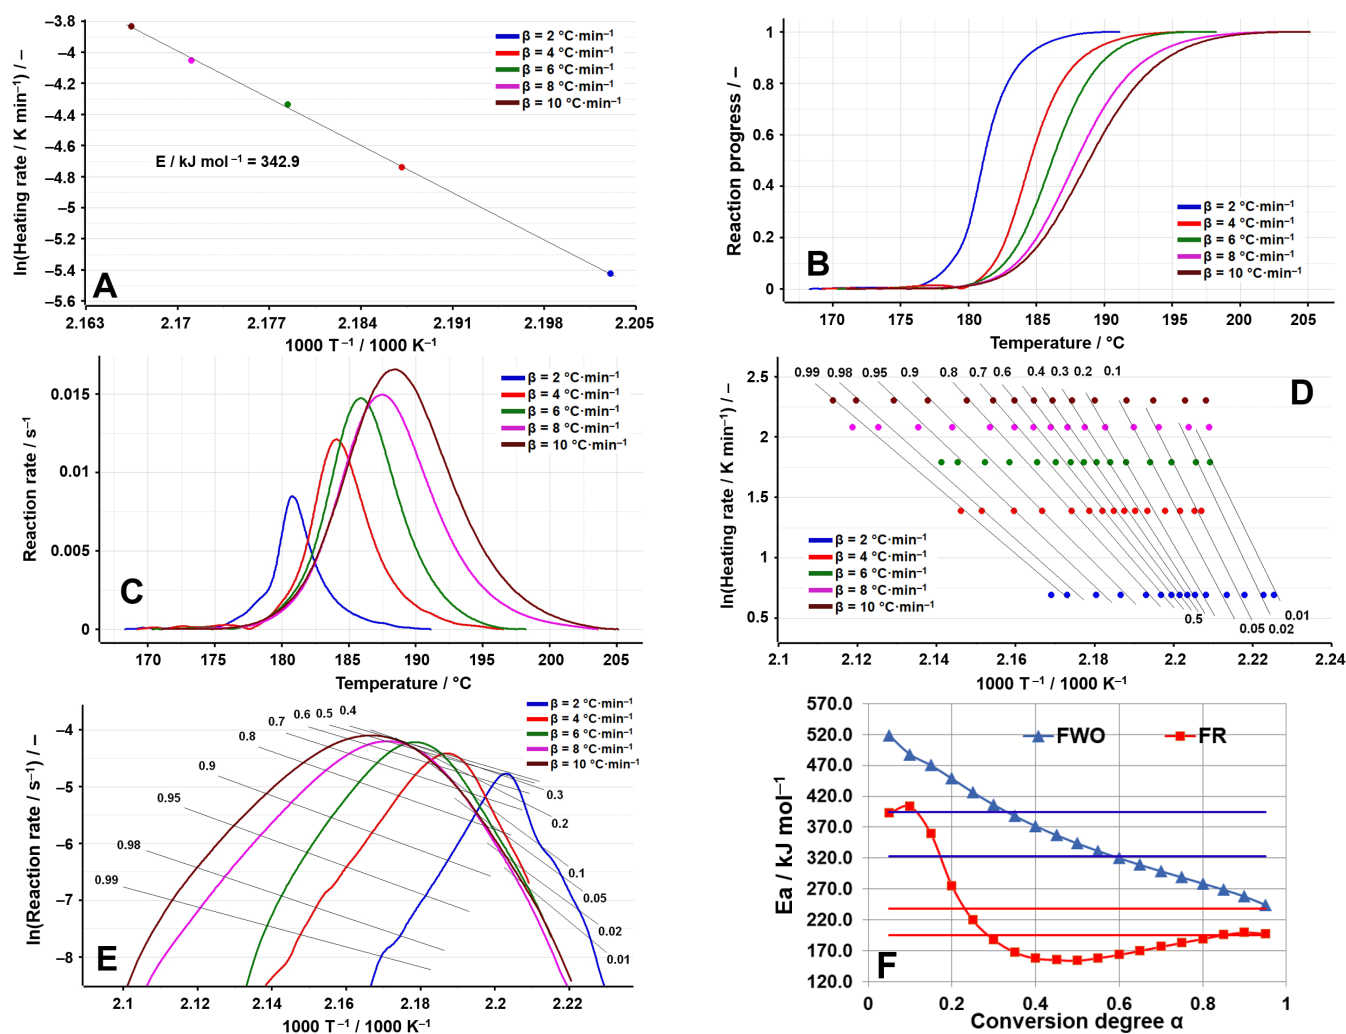 ln(Heating rate / K min⁻¹) / –
–3.8
–4
–4.2
–4.4
–4.6
–4.8
–5
–5.2
–5.4
–5.6
β = 2 °C·min⁻¹
β = 4 °C·min⁻¹
β = 6 °C·min⁻¹
β = 8 °C·min⁻¹
β = 10 °C·min⁻¹
E / kJ mol⁻¹ = 342.9
A
2.163 2.17 2.177 2.184 2.191 2.198 2.205
1000 T⁻¹ / 1000 K⁻¹
Reaction progress / –
1
0.8
0.6
0.4
0.2
0
β = 2 °C·min⁻¹
β = 4 °C·min⁻¹
β = 6 °C·min⁻¹
β = 8 °C·min⁻¹
β = 10 °C·min⁻¹
B
170 175 180 185 190 195 200 205
Temperature / °C
Reaction rate / s⁻¹
0.015
0.01
0.005
0
β = 2 °C·min⁻¹
β = 4 °C·min⁻¹
β = 6 °C·min⁻¹
β = 8 °C·min⁻¹
β = 10 °C·min⁻¹
C
170 175 180 185 190 195 200 205
Temperature / °C
ln(Heating rate / K min⁻¹) / –
2.5
2
1.5
1
0.5
0.99 0.98 0.95 0.9 0.8 0.7 0.6 0.4 0.3 0.2 0.1
D
β = 2 °C·min⁻¹
β = 4 °C·min⁻¹
β = 6 °C·min⁻¹
β = 8 °C·min⁻¹
β = 10 °C·min⁻¹
0.5 0.05 0.02 0.01
2.1 2.12 2.14 2.16 2.18 2.2 2.22 2.24
1000 T⁻¹ / 1000 K⁻¹
ln(Reaction rate / s⁻¹) / –
–4
–5
–6
–7
–8
β = 2 °C·min⁻¹
β = 4 °C·min⁻¹
β = 6 °C·min⁻¹
β = 8 °C·min⁻¹
β = 10 °C·min⁻¹
0.4
0.5
0.6
0.7
0.8
0.9
0.95
0.98
0.99
0.3
0.2
0.1
0.05
0.02
0.01
E
2.1 2.12 2.14 2.16 2.18 2.2 2.22
1000 T⁻¹ / 1000 K⁻¹
Ea / kJ mol⁻¹
570.0
520.0
470.0
420.0
370.0
320.0
270.0
220.0
170.0
120.0
FWO FR
F
0 0.2 0.4 0.6 0.8 1
Conversion degree α